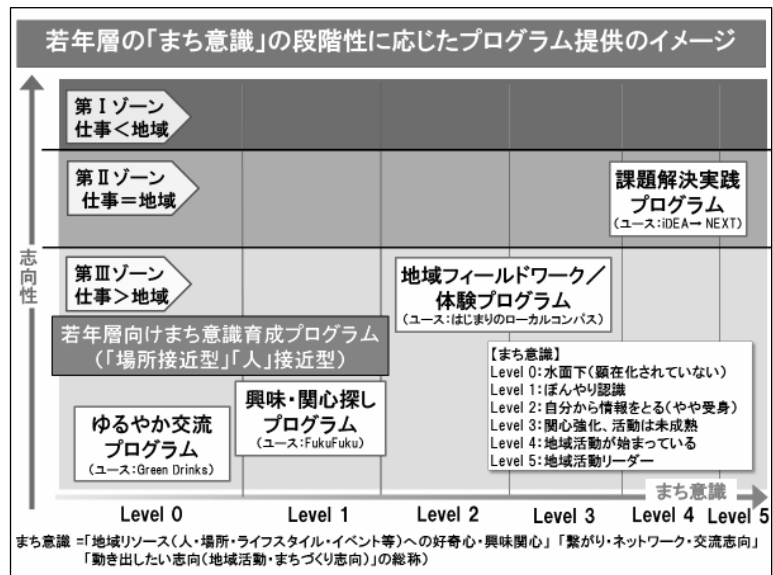 若年層の「まち意識」の段階性に応じたプログラム提供のイメージ
第Ⅰゾーン
仕事<地域
第Ⅱゾーン
仕事=地域
課題解決実践
プログラム
(ユース:iDEA→ NEXT)
志向性
第Ⅲゾーン
仕事>地域
地域フィールドワーク/
体験プログラム
(ユース:はじまりのローカルコンパス)
若年層向けまち意識育成プログラム
(「場所接近型」「人」接近型)
ゆるやか交流
プログラム
(ユース:Green Drinks)
興味・関心探し
プログラム
(ユース:FukuFuku)
【まち意識】
Level 0:水面下(顕在化されていない)
Level 1:ぼんやり認識
Level 2:自分から情報をとる(やや受身)
Level 3:関心強化、活動は未成熟
Level 4:地域活動が始まっている
Level 5:地域活動リーダー
まち意識
Level 0 Level 1 Level 2 Level 3 Level 4 Level 5
まち意識 =「地域リソース(人・場所・ライフスタイル・イベント等)への好奇心・興味関心」「繋がり・ネットワーク・交流志向」
「動き出したい志向(地域活動・まちづくり志向)」の総称)